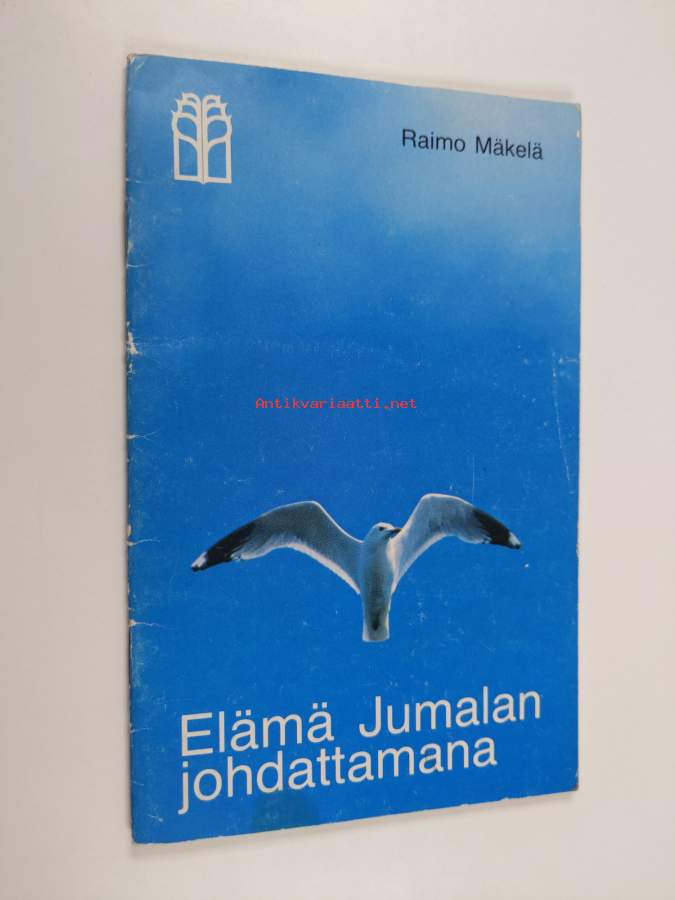 Raimo Mäkelä
Antikvariaatti.net
Elämä Jumalan
johdattamana